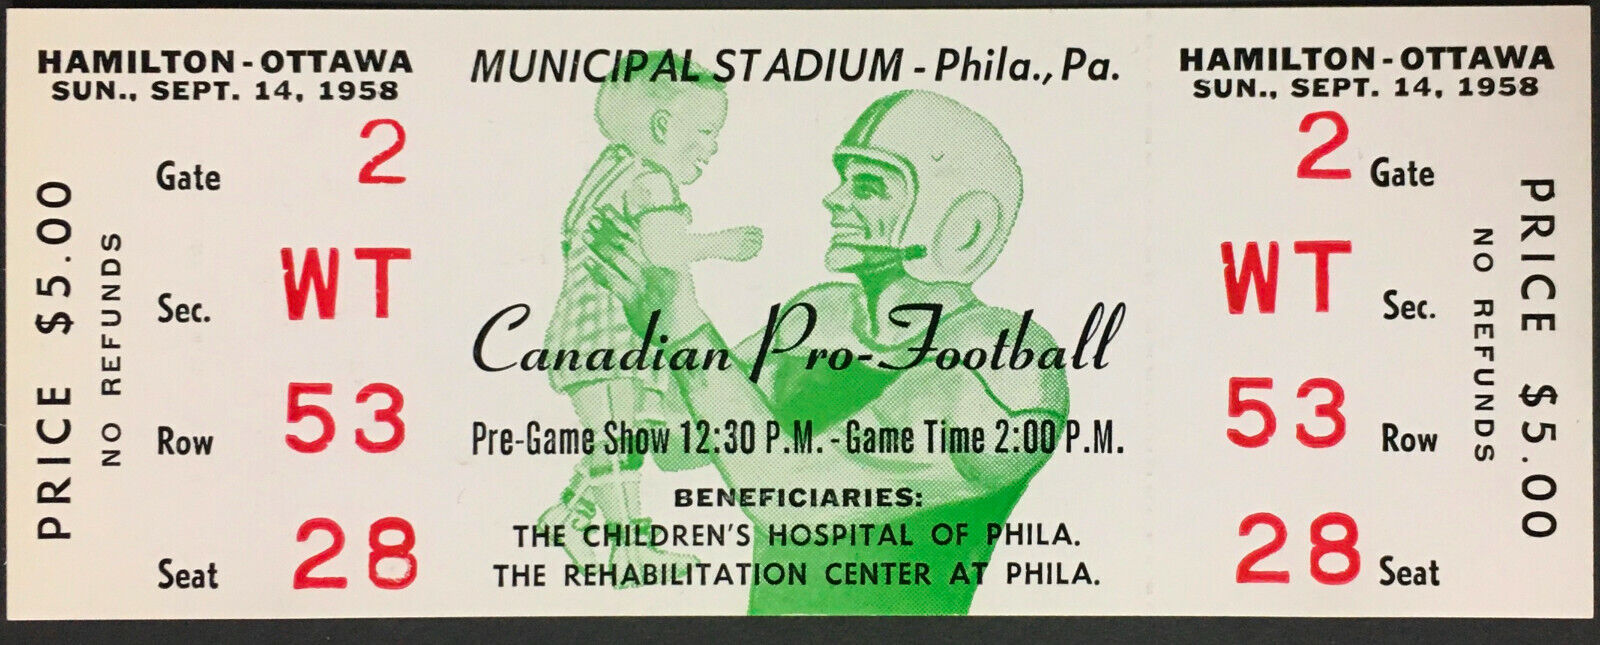 HAMILTON-OTTAWA
SUN., SEPT. 14, 1958
PRICE $5.00
NO REFUNDS
Gate 2
Sec. WT
Row 53
Seat 28
MUNICIPAL STADIUM - Phila., Pa.
Canadian Pro-Football
Pre-Game Show 12:30 P.M. - Game Time 2:00 P.M.
BENEFICIARIES:
THE CHILDREN'S HOSPITAL OF PHILA.
THE REHABILITATION CENTER AT PHILA.
HAMILTON-OTTAWA
SUN., SEPT. 14, 1958
2 Gate
WT Sec.
53 Row
28 Seat
NO REFUNDS
PRICE $5.00